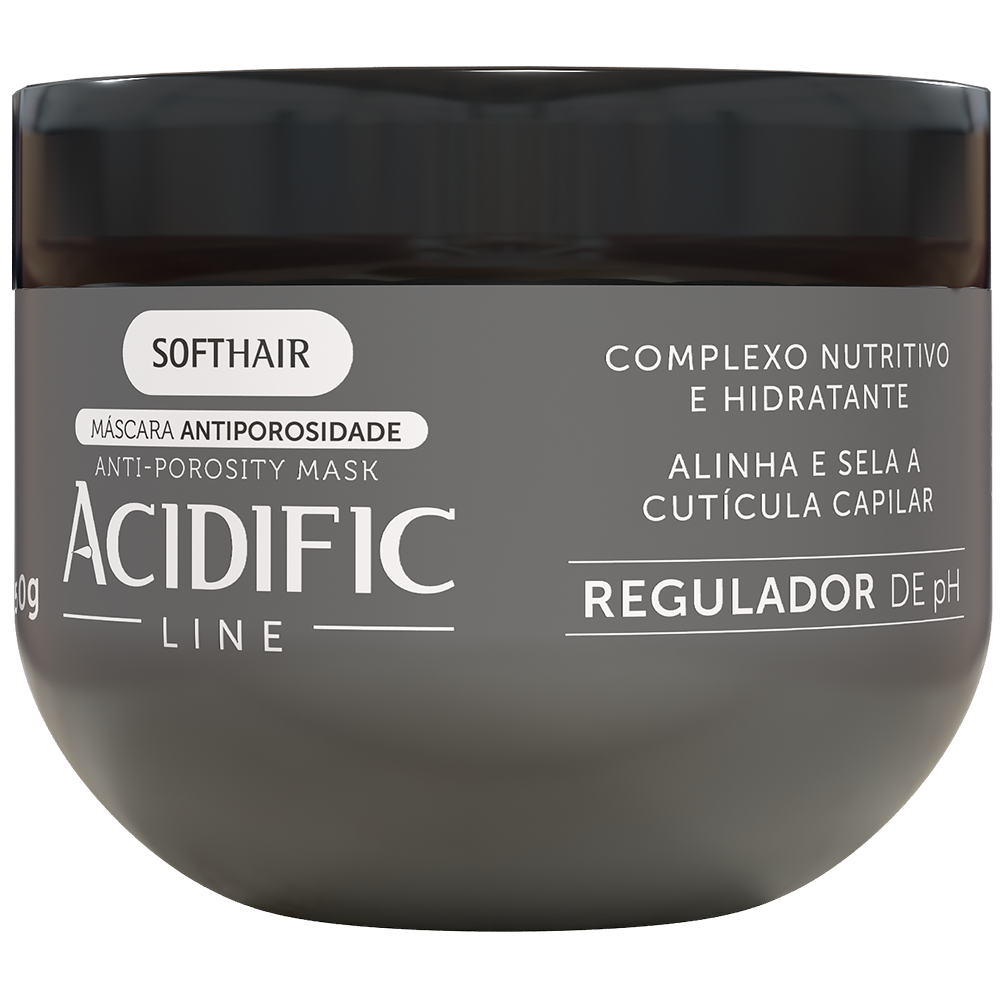 SOFTHAIR
MÁSCARA ANTIPOROSIDADE
ANTI-POROSITY MASK
ACIDIFIC
LINE
COMPLEXO NUTRITIVO
E HIDRATANTE
ALINHA E SELA A
CUTÍCULA CAPILAR
REGULADOR DE pH